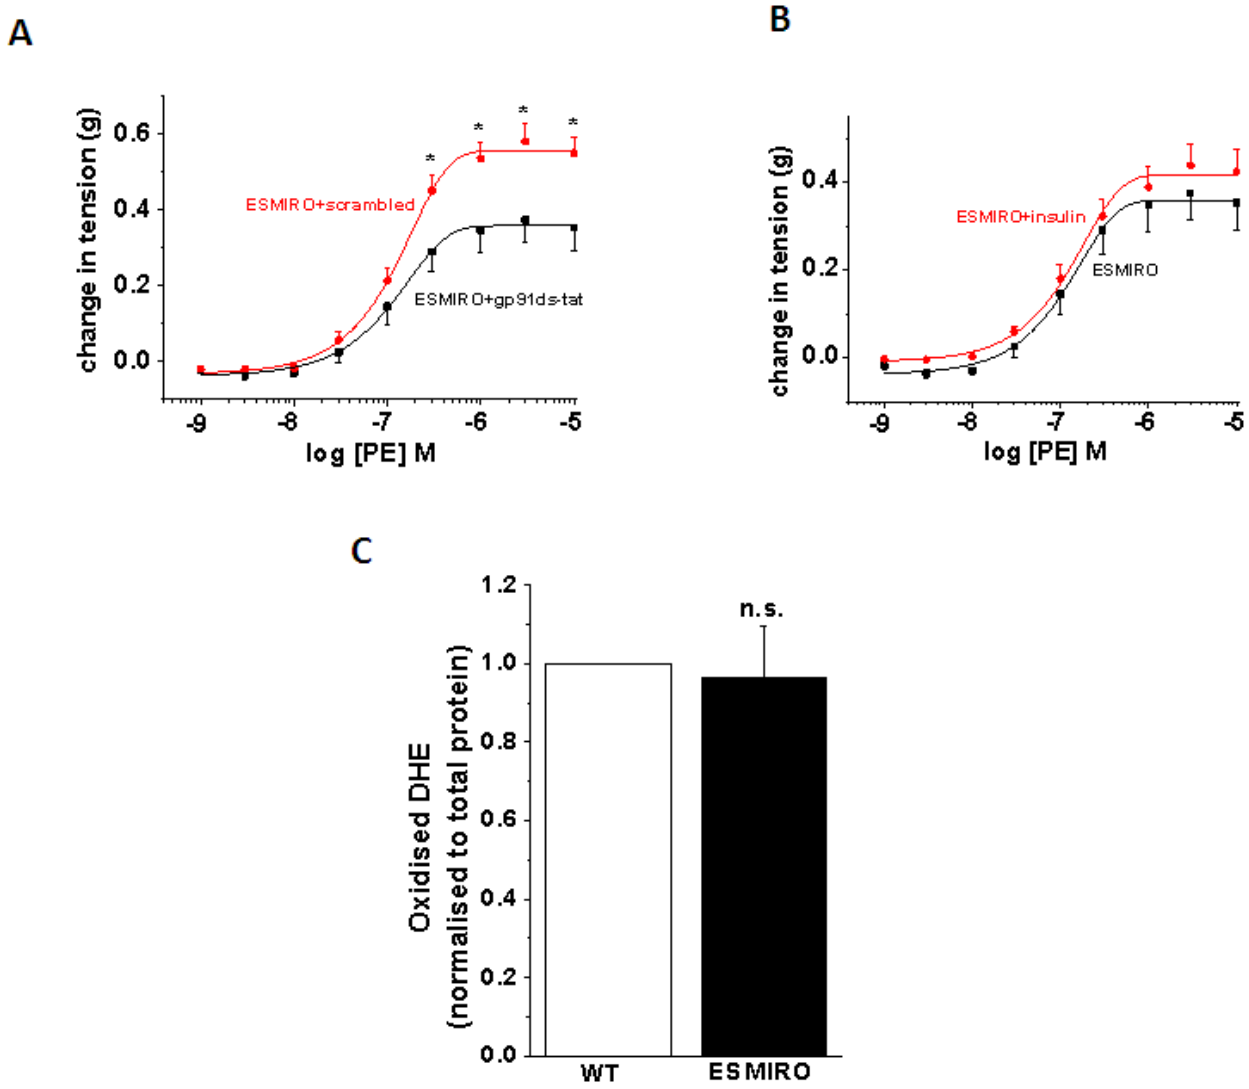 A
B
change in tension (g)
0.6
0.4
0.2
0.0
* * * *
ESMIRO+scrambled
ESMIRO+gp91ds-tat
-9 -8 -7 -6 -5
log [PE] M
change in tension (g)
0.4
0.2
0.0
ESMIRO+insulin
ESMIRO
-9 -8 -7 -6 -5
log [PE] M
C
Oxidised DHE
(normalised to total protein)
1.2
1.0
0.8
0.6
0.4
0.2
0.0
n.s.
WT ESMIRO